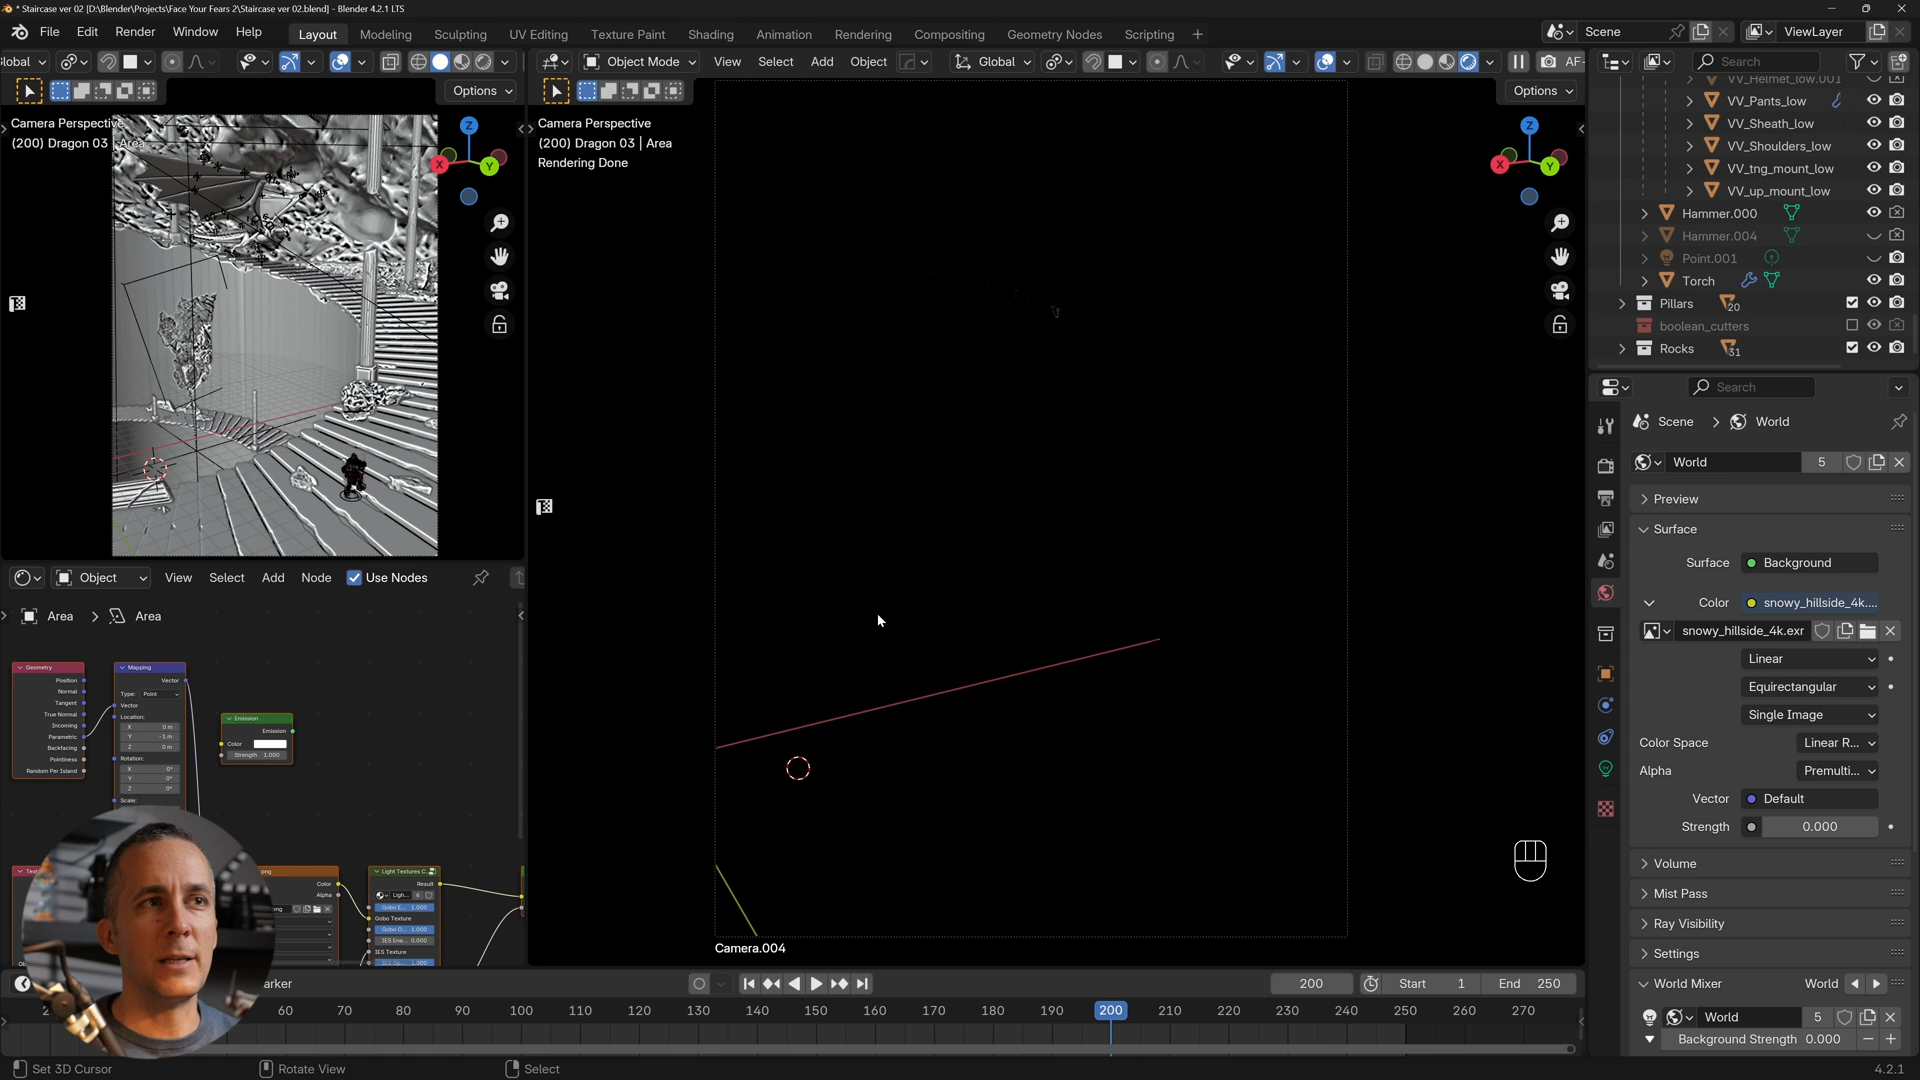 * Staircase ver 02 [D:\Blender\Projects\Face Your Fears 2\Staircase ver 02.blend] - Blender 4.2.1 LTS
File Edit Render Window Help
Layout Modeling Sculpting UV Editing Texture Paint Shading Animation Rendering Compositing Geometry Nodes Scripting +
Scene
ViewLayer
lobal
Options
Camera Perspective
(200) Dragon 03 | Area
Z
X
Y
Object Mode View Select Add Object
Global
AF-
Options
Camera Perspective
(200) Dragon 03 | Area
Rendering Done
Z
X
Y
Camera.004
Search
VV_Helmet_low.001
VV_Pants_low
VV_Sheath_low
VV_Shoulders_low
VV_tng_mount_low
VV_up_mount_low
Hammer.000
Hammer.004
Point.001
Torch
Pillars 20
boolean_cutters
Rocks 31
Search
Scene > World
World 5
Preview
Surface
Surface Background
Color snowy_hillside_4k....
snowy_hillside_4k.exr
Linear
Equirectangular
Single Image
Color Space Linear R...
Alpha Premulti...
Vector Default
Strength 0.000
Volume
Mist Pass
Ray Visibility
Settings
World Mixer World
World 5
Background Strength 0.000
Object View Select Add Node Use Nodes
Area > Area
Geometry
Position
Normal
Tangent
True Normal
Incoming
Parametric
Backfacing
Pointiness
Random Per Island
Mapping
Vector
Type: Point
Vector
Location:
X 0 m
Y -1 m
Z 0 m
Rotation:
X 0°
Y 0°
Z 0°
Scale:
Emission
Emission
Color
Strength 1.000
Color
Alpha
Light Textures C...
Result
Ligh...
Gobo E... 1.000
Gobo Texture
Gobo O... 1.000
IES Ena... 0.000
IES Texture
IES Op... 1.000
arker
200 Start 1 End 250
60 70 80 90 100 110 120 130 140 150 160 170 180 190 200 210 220 230 240 250 260 270
Set 3D Cursor
Rotate View
Select
4.2.1